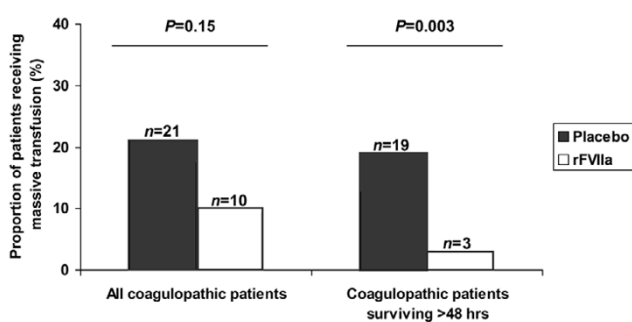 P=0.15
P=0.003
Proportion of patients receiving
massive transfusion (%)
40
30
20
10
0
n=21
n=10
n=19
n=3
Placebo
rFVIIa
All coagulopathic patients
Coagulopathic patients
surviving >48 hrs